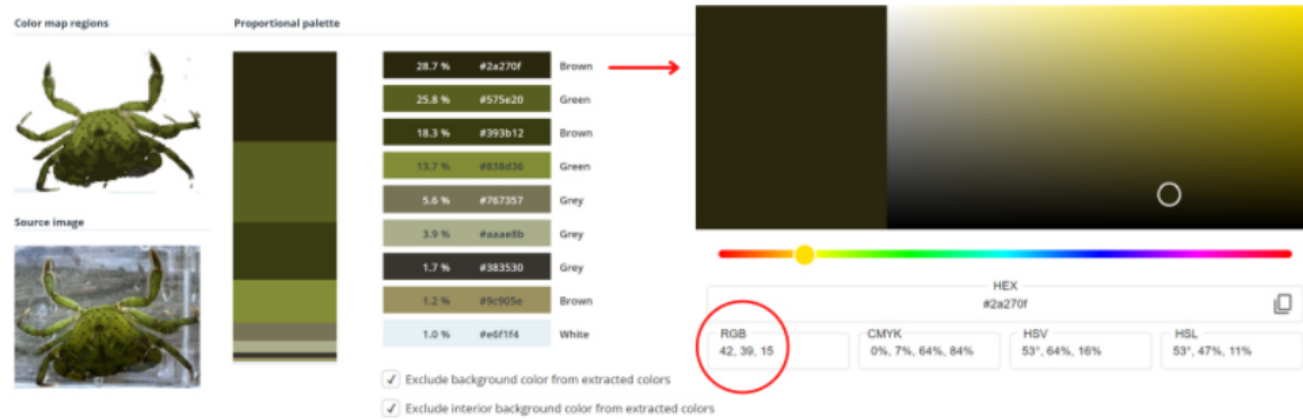 Color map regions
Proportional palette
28.7 % #2a270f Brown
25.8 % #575e20 Green
18.3 % #393b12 Brown
13.7 % #838d36 Green
5.6 % #767357 Grey
3.9 % #aaae8b Grey
1.7 % #383530 Grey
1.2 % #9c905e Brown
1.0 % #e6f1f4 White
Source image
Exclude background color from extracted colors
Exclude interior background color from extracted colors
HEX
#2a270f
RGB
42, 39, 15
CMYK
0%, 7%, 64%, 84%
HSV
53°, 64%, 16%
HSL
53°, 47%, 11%